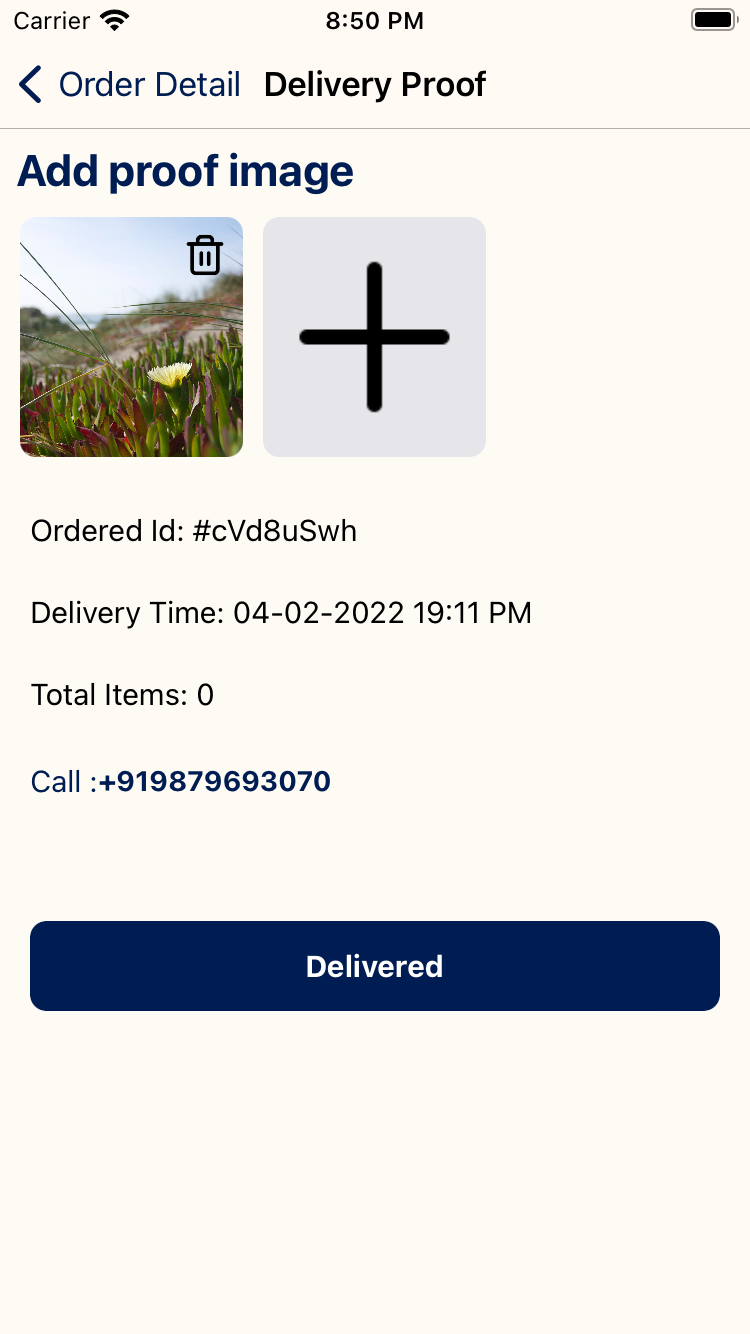 Carrier 8:50 PM
Order Detail Delivery Proof
Add proof image
Ordered Id: #cVd8uSwh
Delivery Time: 04-02-2022 19:11 PM
Total Items: 0
Call :+919879693070
Delivered